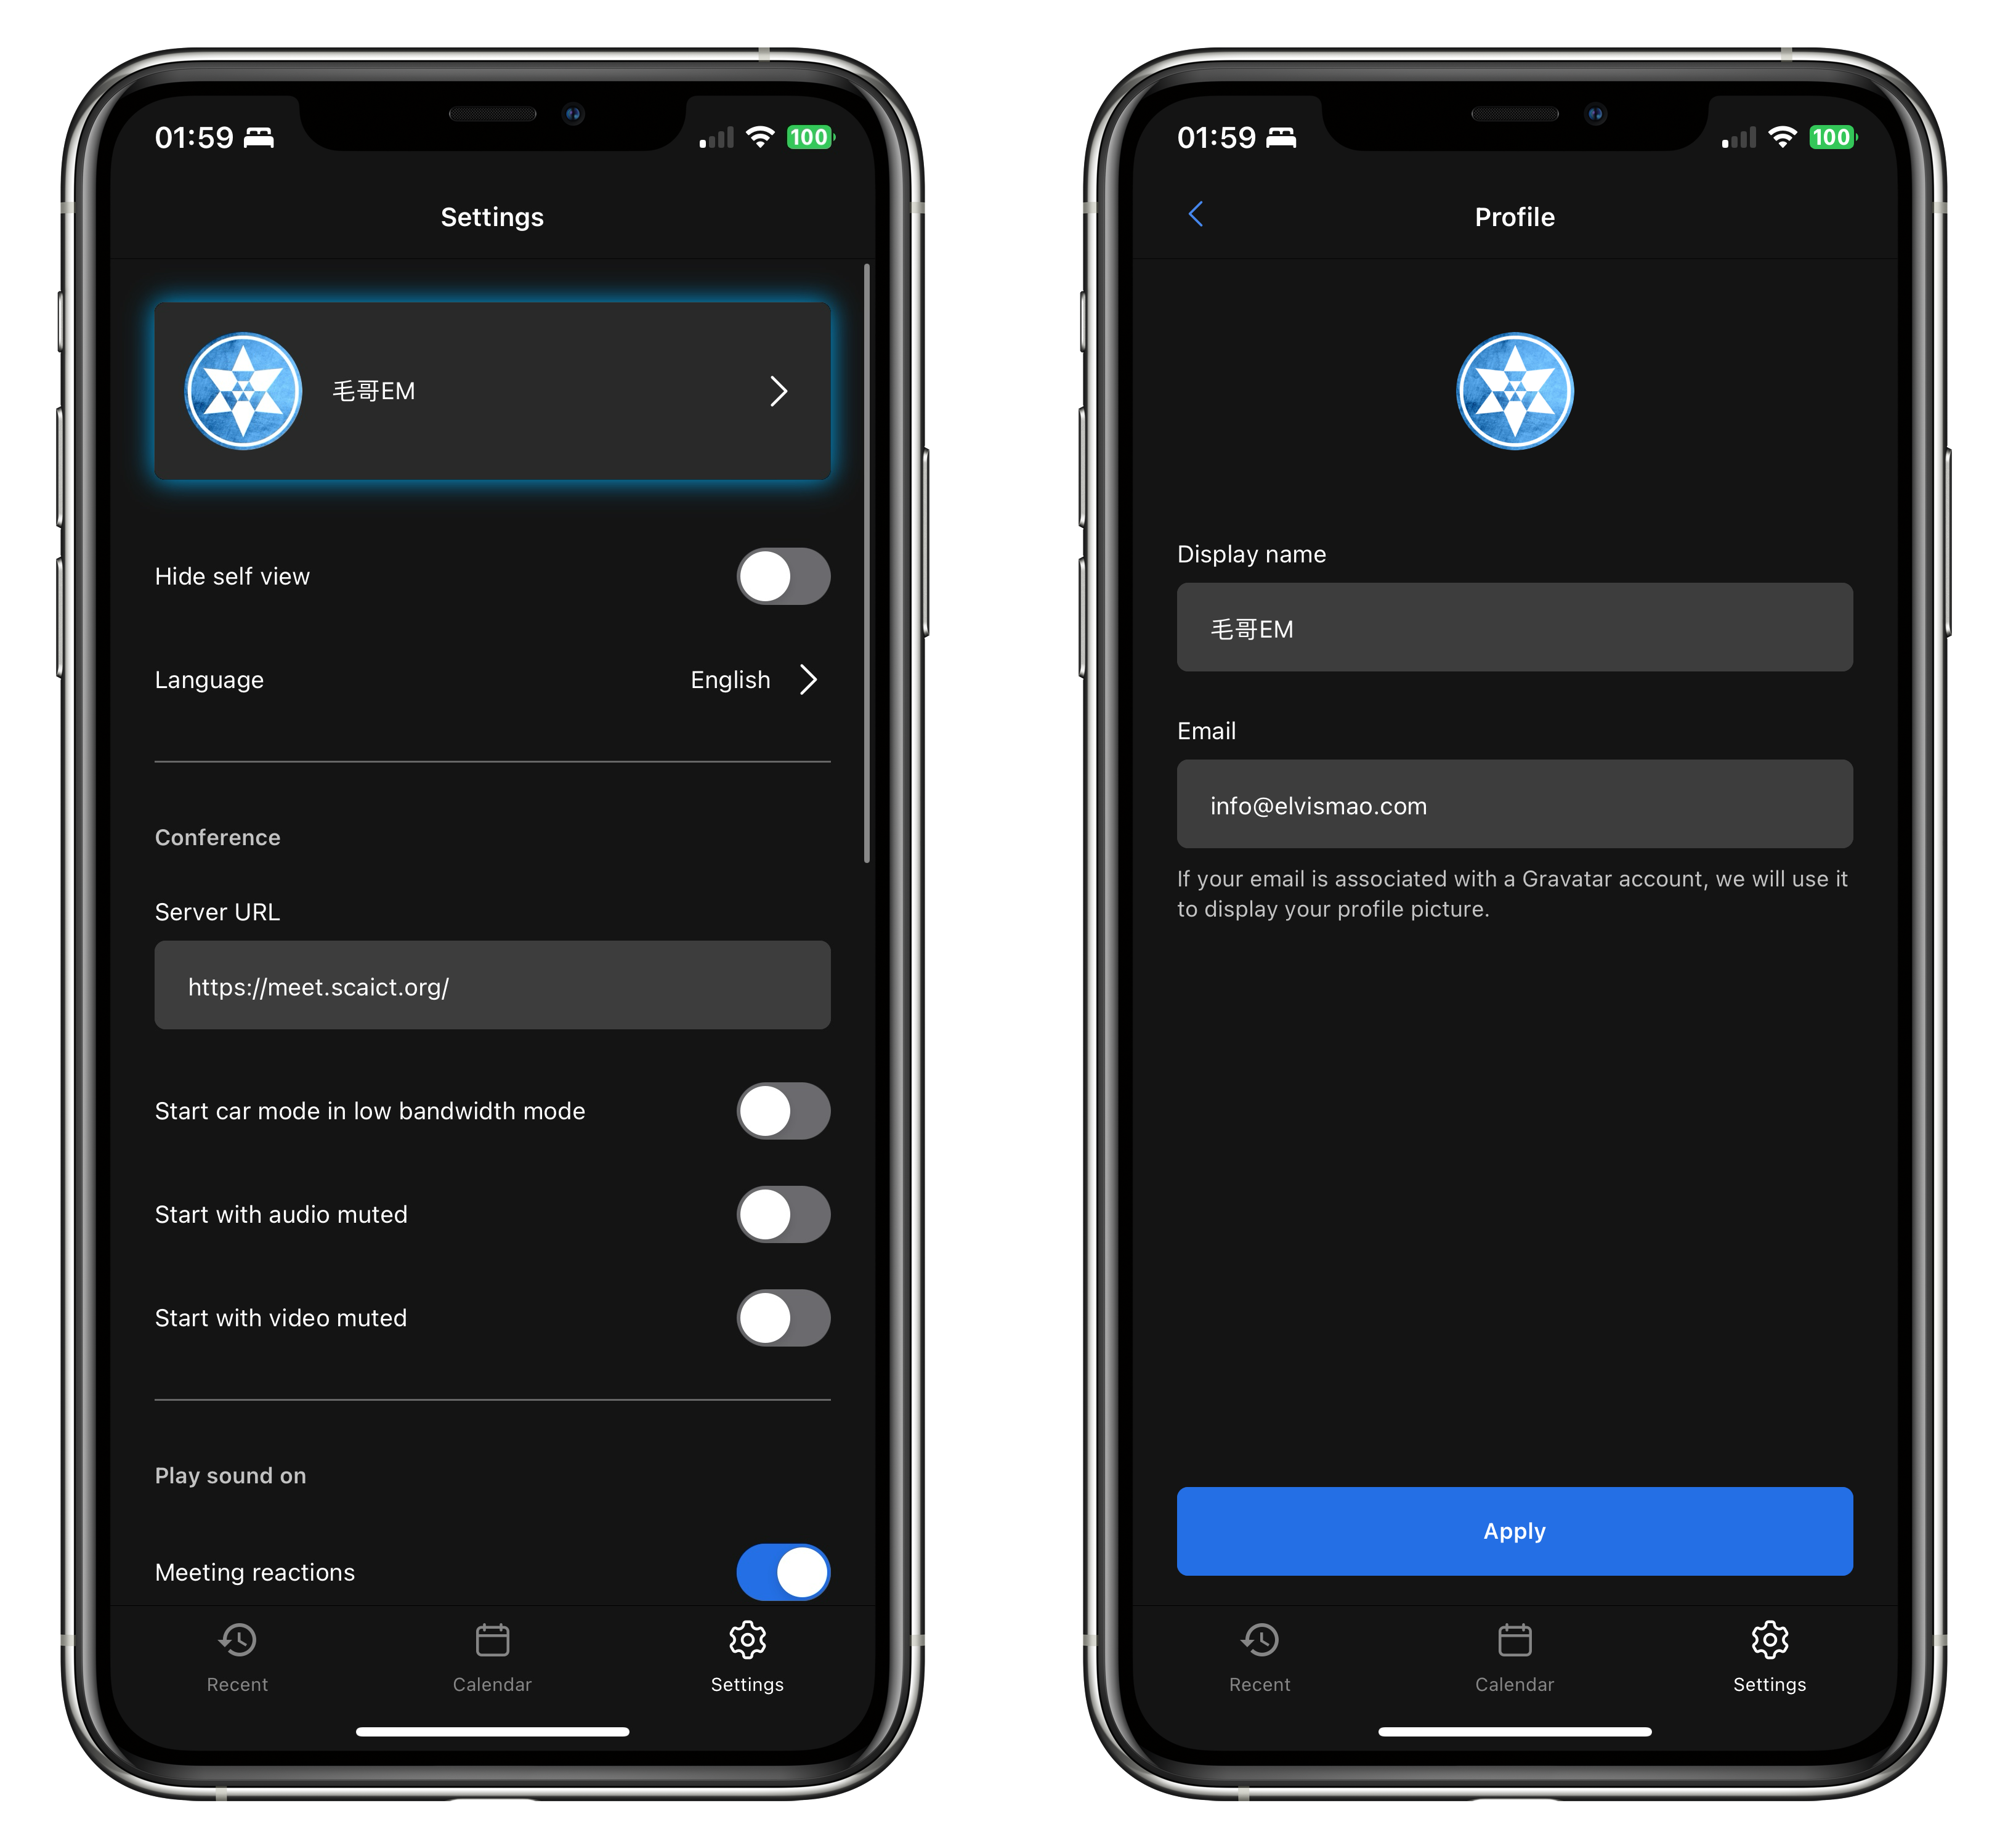 01:59
100
Settings
毛哥EM
Hide self view
Language
English
Conference
Server URL
https://meet.scaict.org/
Start car mode in low bandwidth mode
Start with audio muted
Start with video muted
Play sound on
Meeting reactions
Recent
Calendar
Settings
01:59
100
Profile
Display name
毛哥EM
Email
info@elvismao.com
If your email is associated with a Gravatar account, we will use it
to display your profile picture.
Apply
Recent
Calendar
Settings